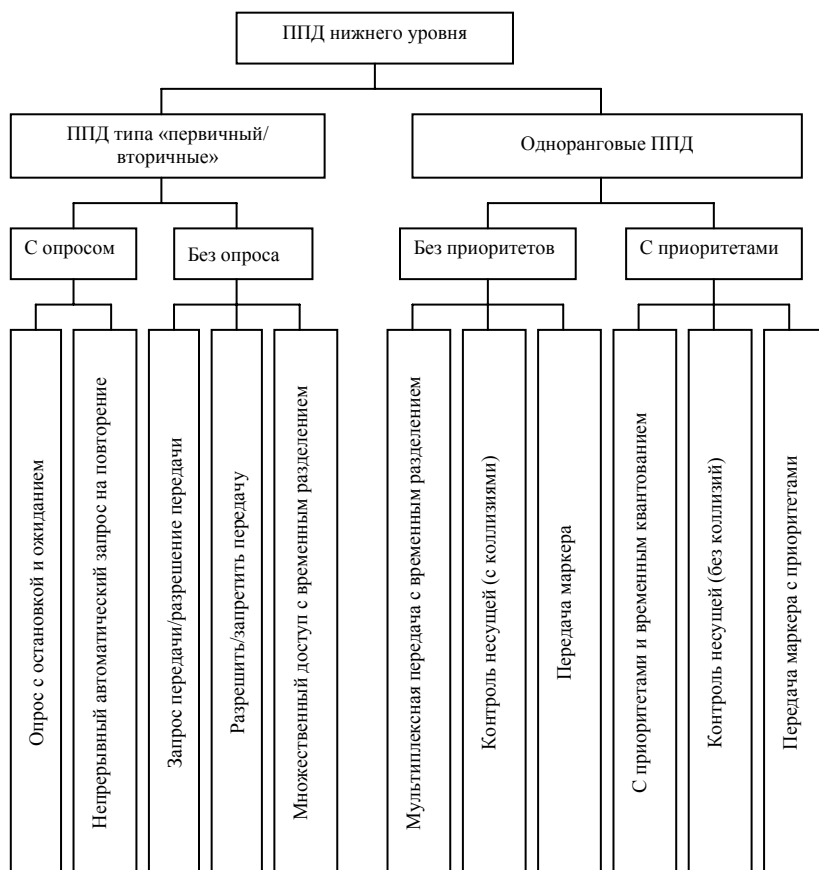 ППД нижнего уровня
ППД типа «первичный/
вторичные»
Одноранговые ППД
С опросом
Без опроса
Без приоритетов
С приоритетами
Опрос с остановкой и ожиданием
Непрерывный автоматический запрос на повторение
Запрос передачи/разрешение передачи
Разрешить/запретить передачу
Множественный доступ с временным разделением
Мультиплексная передача с временным разделением
Контроль несущей (с коллизиями)
Передача маркера
С приоритетами и временным квантованием
Контроль несущей (без коллизий)
Передача маркера с приоритетами